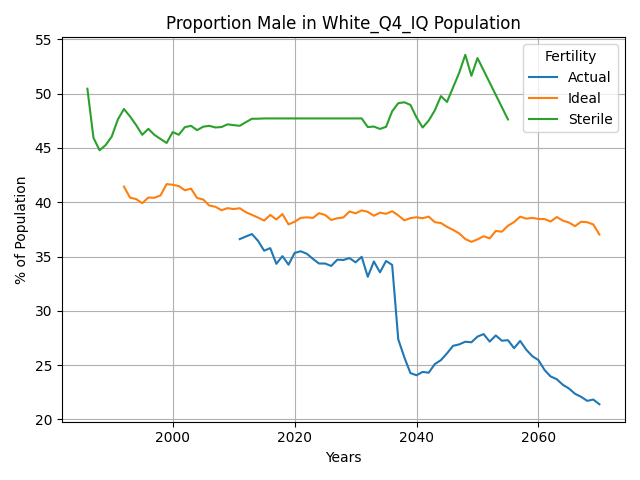 Proportion Male in White_Q4_IQ Population
% of Population
55
50
45
40
35
30
25
20
Fertility
Actual
Ideal
Sterile
2000
2020
2040
2060
Years